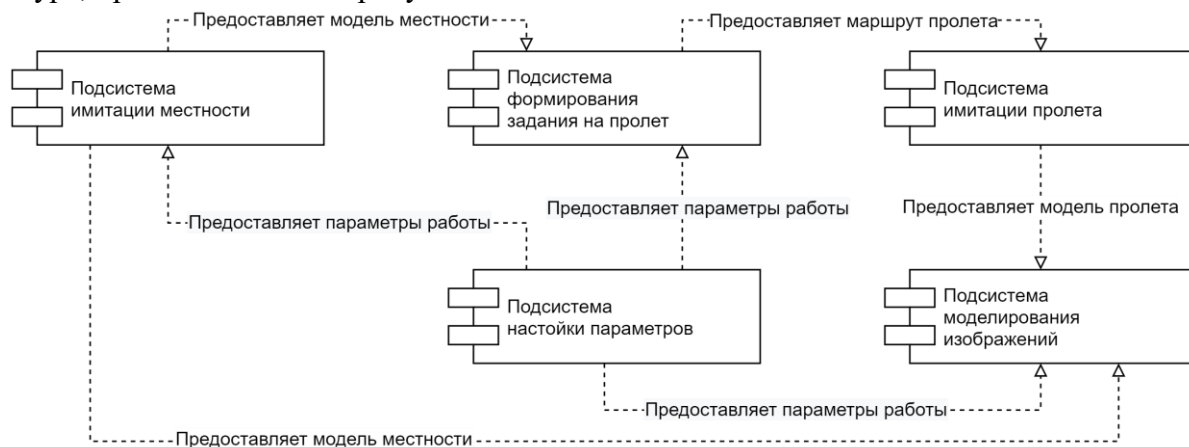 Предоставляет модель местности
Предоставляет маршрут пролета
Подсистема
имитации местности
Подсистема
формирования
задания на пролет
Подсистема
имитации пролета
Предоставляет параметры работы
Предоставляет параметры работы
Предоставляет модель пролета
Подсистема
настойки параметров
Подсистема
моделирования
изображений
Предоставляет параметры работы
Предоставляет модель местности